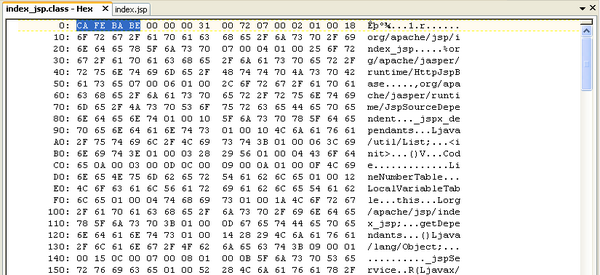 index_jsp.class - Hex index.jsp
0: CA FE BA BE 00 00 00 31 00 72 07 00 02 01 00 18 Êþº¾...1.r......
10: 6F 72 67 2F 61 70 61 63 68 65 2F 6A 73 70 2F 69 org/apache/jsp/i
20: 6E 64 65 78 5F 6A 73 70 07 00 04 01 00 25 6F 72 ndex_jsp.....%or
30: 67 2F 61 70 61 63 68 65 2F 6A 61 73 70 65 72 2F g/apache/jasper/
40: 72 75 6E 74 69 6D 65 2F 48 74 74 70 4A 73 70 42 runtime/HttpJspB
50: 61 73 65 07 00 06 01 00 2C 6F 72 67 2F 61 70 61 ase.....,org/apa
60: 63 68 65 2F 6A 61 73 70 65 72 2F 72 75 6E 74 69 che/jasper/runti
70: 6D 65 2F 4A 73 70 53 6F 75 72 63 65 44 65 70 65 me/JspSourceDepe
80: 6E 64 65 6E 74 01 00 10 5F 6A 73 70 78 5F 64 65 ndent..._jspx_de
90: 70 65 6E 64 61 6E 74 73 01 00 10 4C 6A 61 76 61 pendants...Ljava
A0: 2F 75 74 69 6C 2F 4C 69 73 74 3B 01 00 06 3C 69 /util/List;...<i
B0: 6E 69 74 3E 01 00 03 28 29 56 01 00 04 43 6F 64 nit>...()V...Cod
C0: 65 0A 00 03 00 0D 0C 00 09 00 0A 01 00 0F 4C 69 e.............Li
D0: 6E 65 4E 75 6D 62 65 72 54 61 62 6C 65 01 00 12 neNumberTable...
E0: 4C 6F 63 61 6C 56 61 72 69 61 62 6C 65 54 61 62 LocalVariableTab
F0: 6C 65 01 00 04 74 68 69 73 01 00 1A 4C 6F 72 67 le...this...Lorg
100: 2F 61 70 61 63 68 65 2F 6A 73 70 2F 69 6E 64 65 /apache/jsp/inde
110: 78 5F 6A 73 70 3B 01 00 0D 67 65 74 44 65 70 65 x_jsp;...getDepe
120: 6E 64 61 6E 74 73 01 00 14 28 29 4C 6A 61 76 61 ndants...()Ljava
130: 2F 6C 61 6E 67 2F 4F 62 6A 65 63 74 3B 09 00 01 /lang/Object;...
140: 00 15 0C 00 07 00 08 01 00 0B 5F 6A 73 70 53 65 .........._jspSe
150: 72 76 69 63 65 01 00 52 28 4C 6A 61 76 61 78 2F rvice..R(Ljavax/